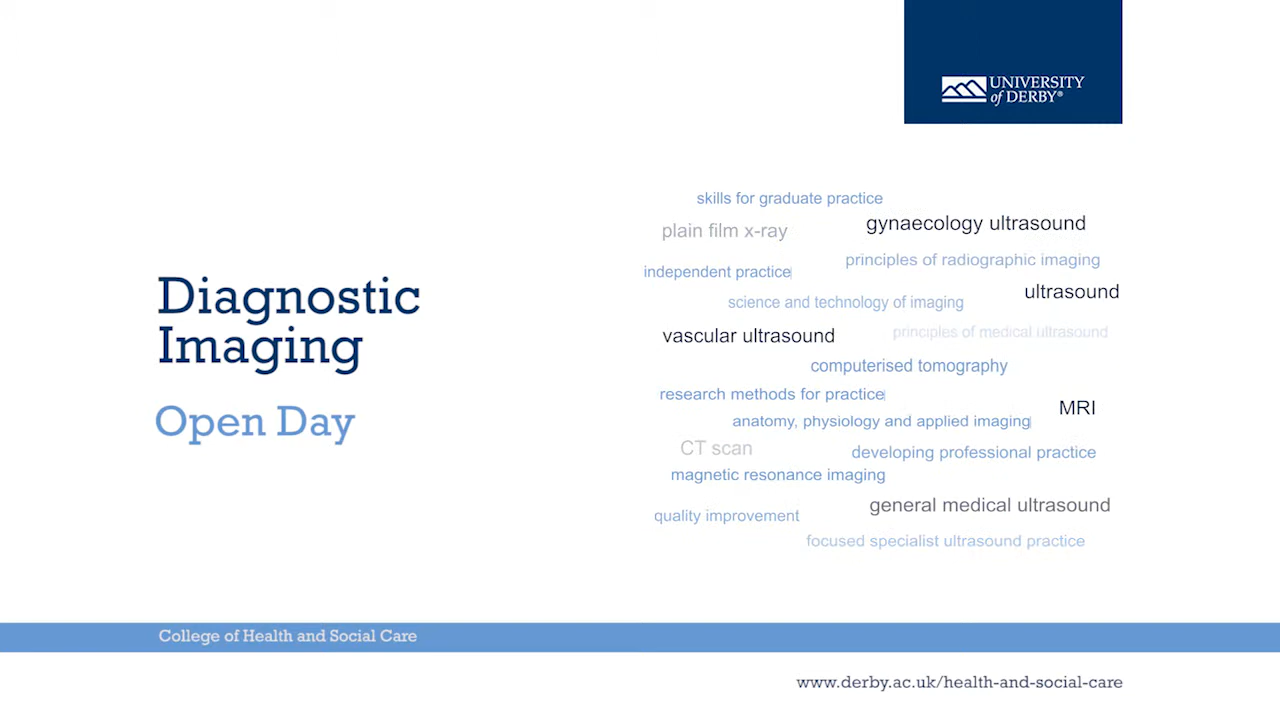 UNIVERSITY
of DERBY®
Diagnostic
Imaging
Open Day
skills for graduate practice
gynaecology ultrasound
plain film x-ray
principles of radiographic imaging
independent practice
ultrasound
science and technology of imaging
principles of medical ultrasound
vascular ultrasound
computerised tomography
research methods for practice
MRI
anatomy, physiology and applied imaging
CT scan
developing professional practice
magnetic resonance imaging
general medical ultrasound
quality improvement
focused specialist ultrasound practice
College of Health and Social Care
www.derby.ac.uk/health-and-social-care